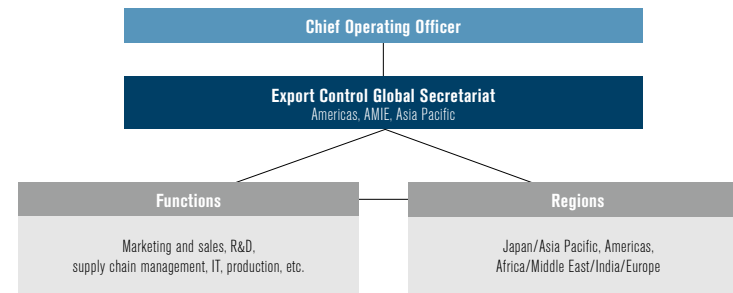 Chief Operating Officer
Export Control Global Secretariat
Americas, AMIE, Asia Pacific
Functions
Marketing and sales, R&D,
supply chain management, IT, production, etc.
Regions
Japan/Asia Pacific, Americas,
Africa/Middle East/India/Europe